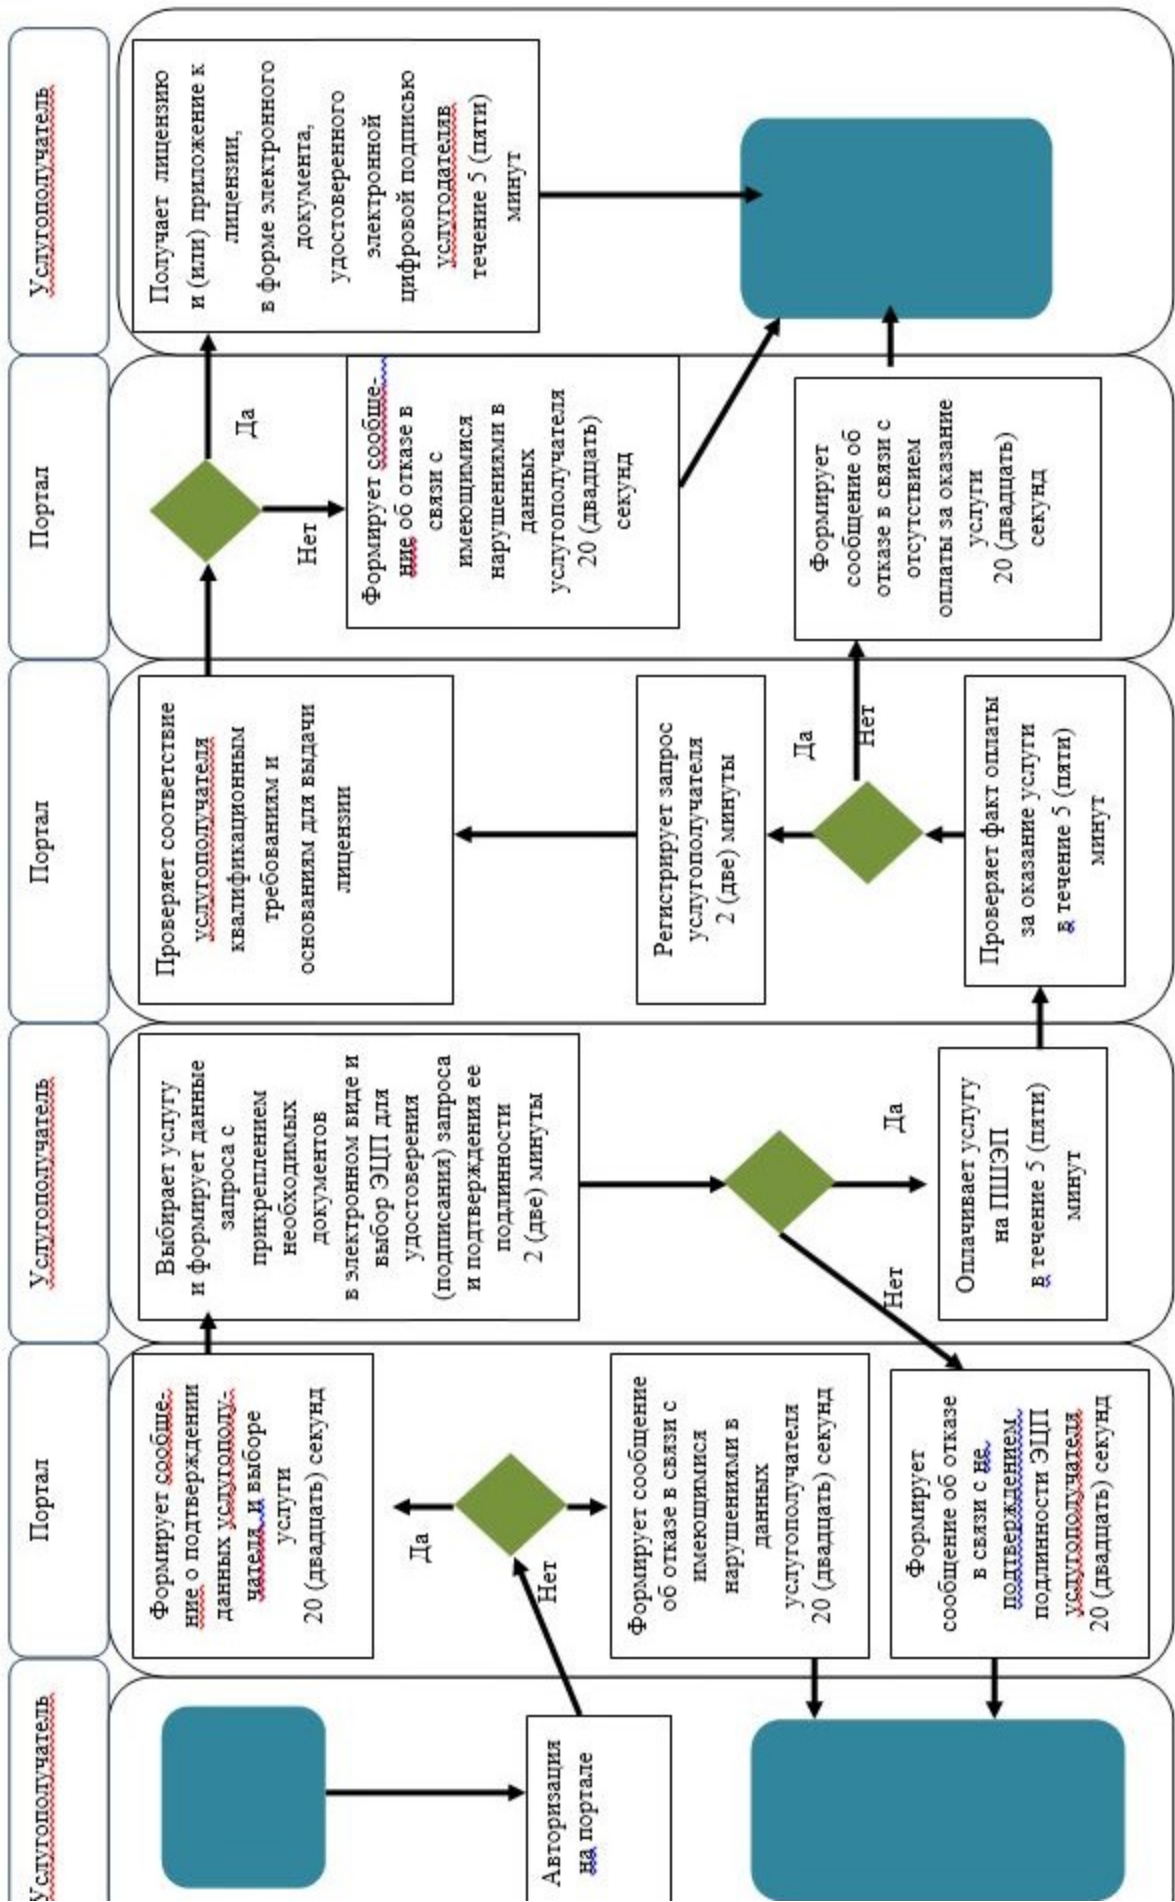 Услугополучатель
Портал
Услугополучатель
Портал
Портал
Услугополучатель
Авторизация
на портале
Формирует сообще-
ние о подтверждении
данных услугополу-
чателя и выборе
услуги
20 (двадцать) секунд
Да
Нет
Формирует сообщение
об отказе в связи с
имеющимися
нарушениями в
данных
услугополучателя
20 (двадцать) секунд
Формирует
сообщение об отказе
в связи с не
подтверждением
подлинности ЭЦП
услугополучателя
20 (двадцать) секунд
Выбирает услугу
и формирует данные
запроса с
прикреплением
необходимых
документов
в электронном виде и
выбор ЭЦП для
удостоверения
(подписания) запроса
и подтверждения ее
подлинности
2 (две) минуты
Нет
Да
Оплачивает услугу
на ПШЭП
в течение 5 (пяти)
минут
Проверяет соответствие
услугополучателя
квалификационным
требованиям и
основаниям для выдачи
лицензии
Регистрирует запрос
услугополучателя
2 (две) минуты
Да
Нет
Проверяет факт оплаты
за оказание услуги
в течение 5 (пяти)
минут
Да
Нет
Формирует сообще-
ние об отказе в
связи с
имеющимися
нарушениями в
данных
услугополучателя
20 (двадцать)
секунд
Формирует
сообщение об
отказе в связи с
отсутствием
оплаты за оказание
услуги
20 (двадцать)
секунд
Получает лицензию
и (или) приложение к
лицензии,
в форме электронного
документа,
удостоверенного
электронной
цифровой подписью
услугодателяв
течение 5 (пяти)
минут